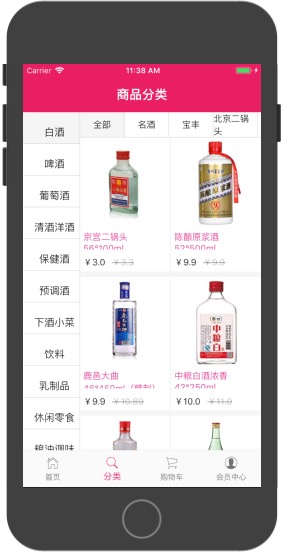 Carrier 11:38 AM
商品分类
白酒
啤酒
葡萄酒
清酒洋酒
保健酒
预调酒
下酒小菜
饮料
乳制品
休闲零食
粮油调味
全部 名酒 宝丰 北京二锅
头
京宫二锅头
56°100ml
¥ 3.0 ¥ 3.3
陈酿原浆酒
52°500ml
¥ 9.9 ¥ 9.9
鹿邑大曲
¥ 9.9 ¥ 10.89
中粮白酒浓香
42°250ml
¥ 10.0 ¥ 11.0
首页 分类 购物车 会员中心